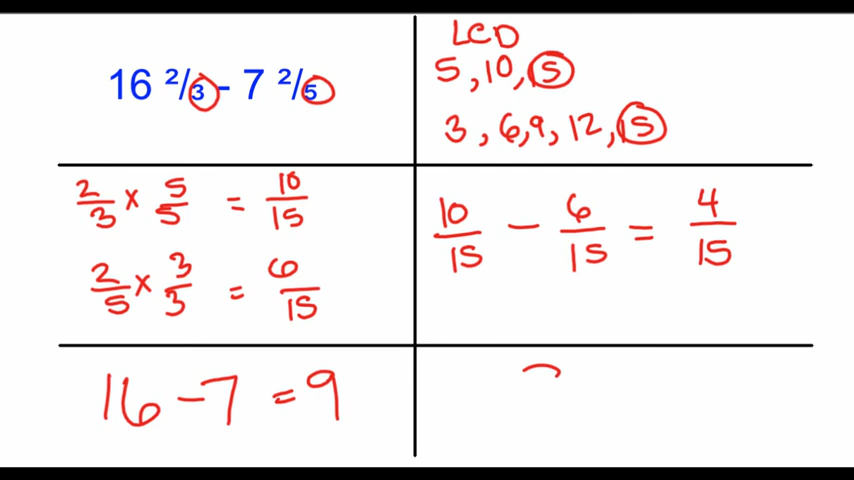 16 ²/₃ - 7 ²/₅
LCD
5, 10, 15
3, 6, 9, 12, 15
2/3 × 5/5 = 10/15
2/5 × 3/3 = 6/15
10/15 - 6/15 = 4/15
16 - 7 = 9